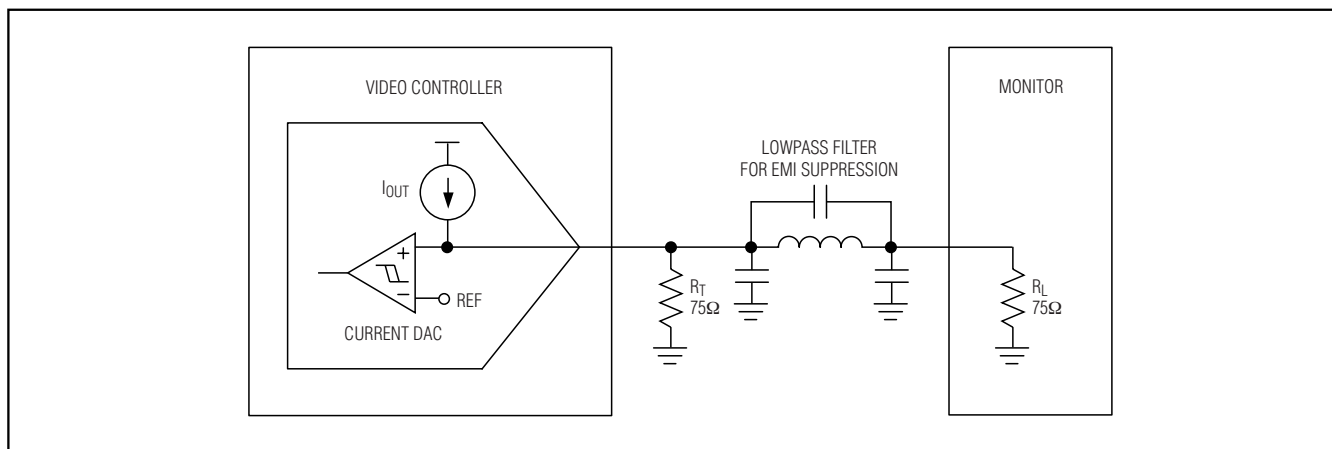 VIDEO CONTROLLER
MONITOR
LOWPASS FILTER
FOR EMI SUPPRESSION
IOUT
+
−
REF
CURRENT DAC
RT
75Ω
RL
75Ω